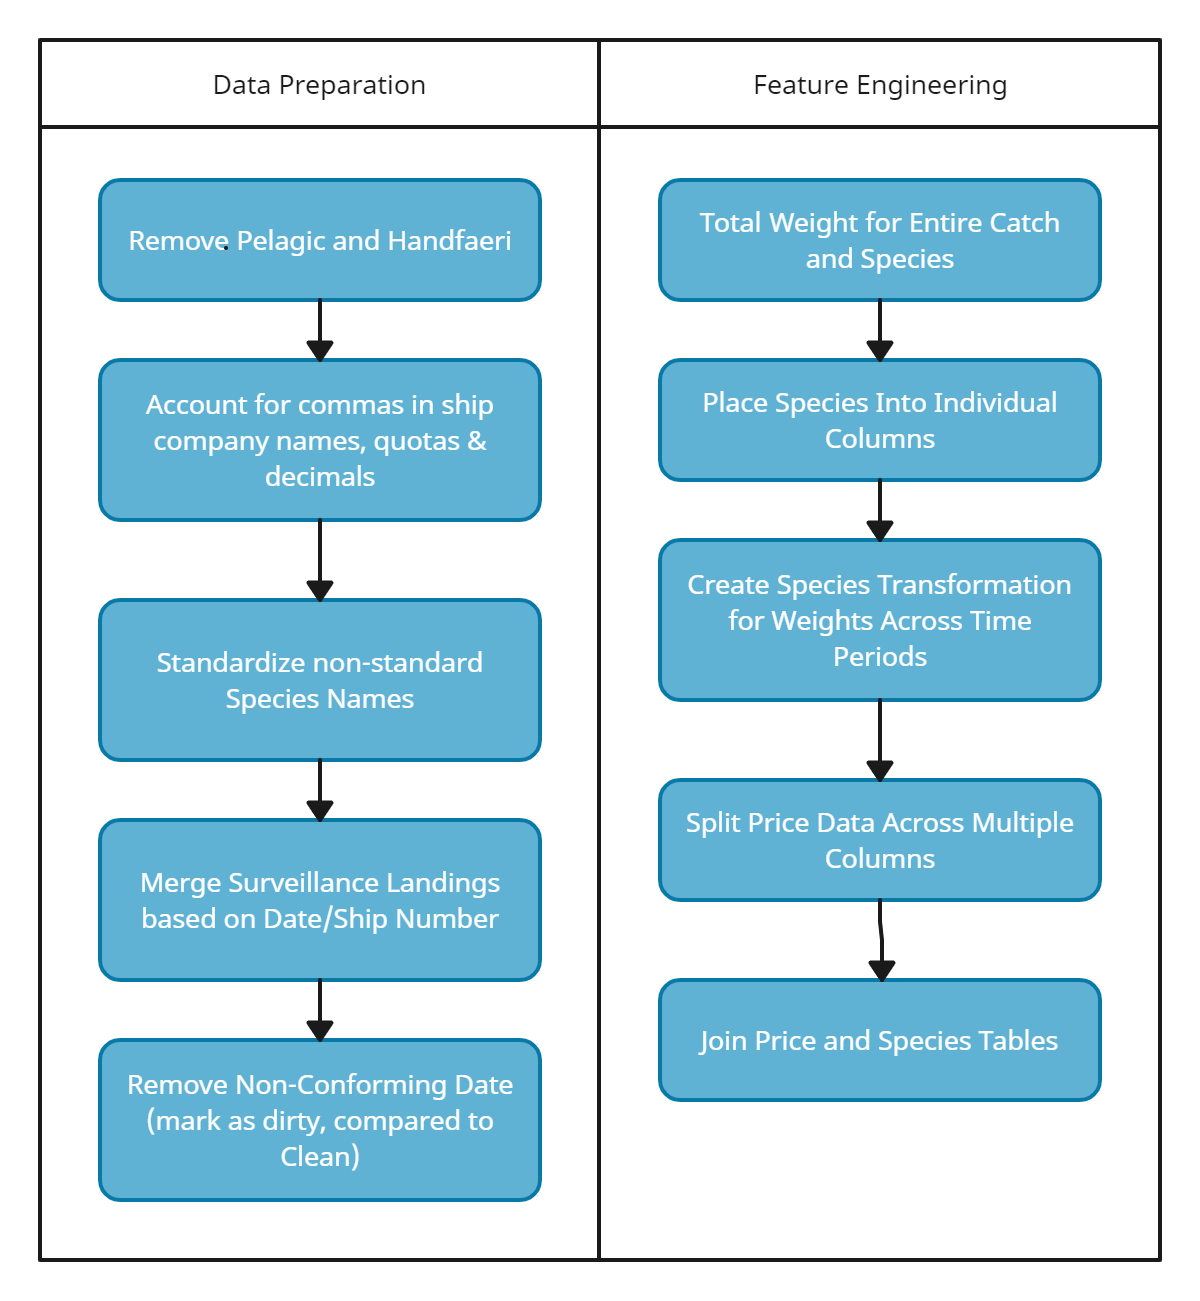 Data Preparation
Feature Engineering
Remove Pelagic and Handfaeri
Account for commas in ship
company names, quotas &
decimals
Standardize non-standard
Species Names
Merge Surveillance Landings
based on Date/Ship Number
Remove Non-Conforming Date
(mark as dirty, compared to
Clean)
Total Weight for Entire Catch
and Species
Place Species Into Individual
Columns
Create Species Transformation
for Weights Across Time
Periods
Split Price Data Across Multiple
Columns
Join Price and Species Tables